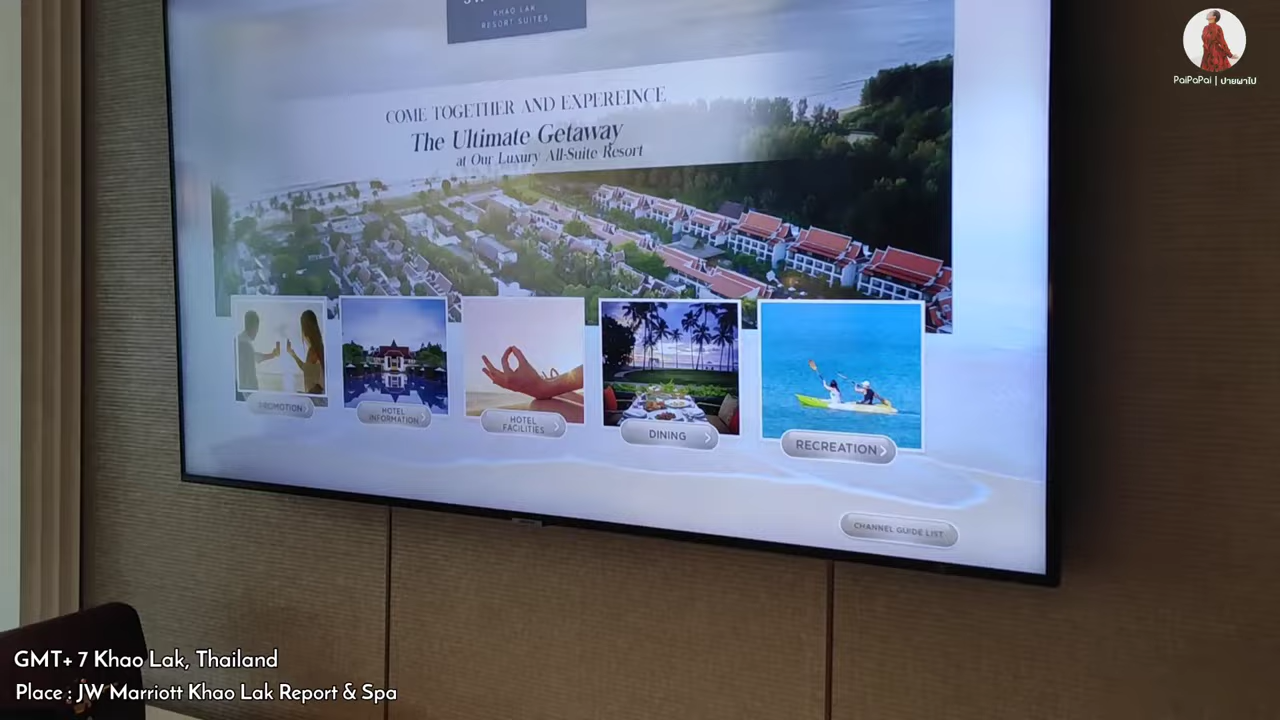 KHAO LAK
RESORT SUITES
COME TOGETHER AND EXPEREINCE
The Ultimate Getaway
at Our Luxury All-Suite Resort
PROMOTION
HOTEL
INFORMATION
HOTEL
FACILITIES
DINING
RECREATION
CHANNEL GUIDE LIST
PaiPaPai | ปายพาไป
GMT+ 7 Khao Lak, Thailand
Place : JW Marriott Khao Lak Report & Spa